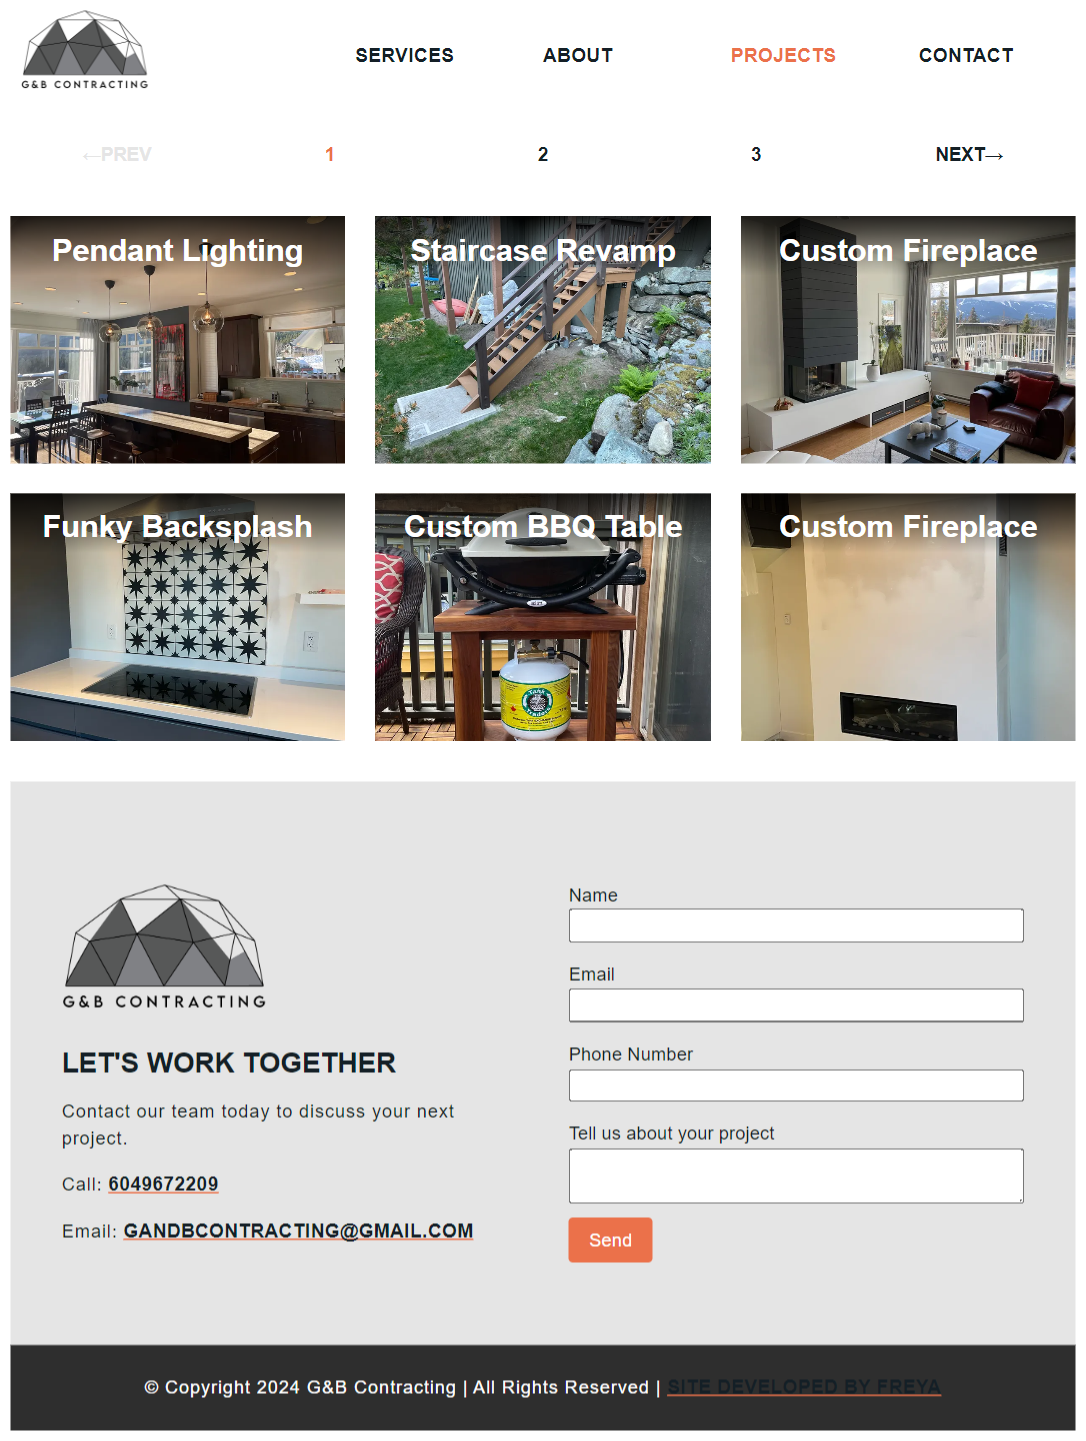 G&B CONTRACTING
SERVICES ABOUT PROJECTS CONTACT
←PREV 1 2 3 NEXT→
Pendant Lighting
Staircase Revamp
Custom Fireplace
Funky Backsplash
Custom BBQ Table
Custom Fireplace
Tank
Traders
G&B CONTRACTING
LET'S WORK TOGETHER
Contact our team today to discuss your next
project.
Call: 6049672209
Email: GANDBCONTRACTING@GMAIL.COM
Name
Email
Phone Number
Tell us about your project
Send
© Copyright 2024 G&B Contracting | All Rights Reserved | SITE DEVELOPED BY FREYA